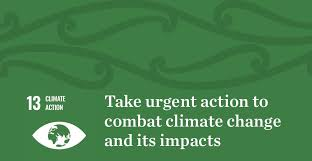 13 CLIMATE
ACTION
Take urgent action to
combat climate change
and its impacts